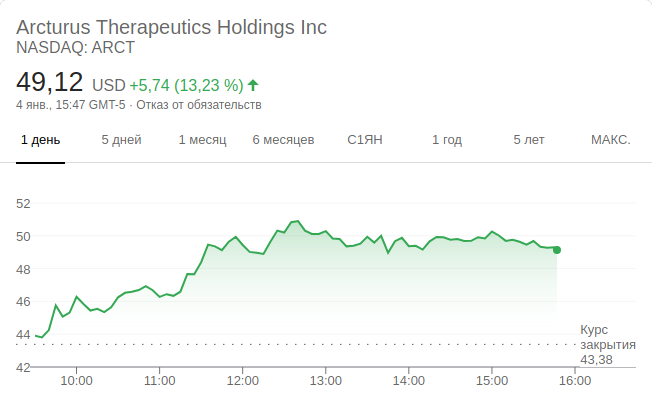 Arcturus Therapeutics Holdings Inc
NASDAQ: ARCT
49,12 USD +5,74 (13,23 %)
4 янв., 15:47 GMT-5 · Отказ от обязательств
1 день 5 дней 1 месяц 6 месяцев С1ЯН 1 год 5 лет МАКС.
52
50
48
46
44
42
Курс
закрытия
43,38
10:00 11:00 12:00 13:00 14:00 15:00 16:00